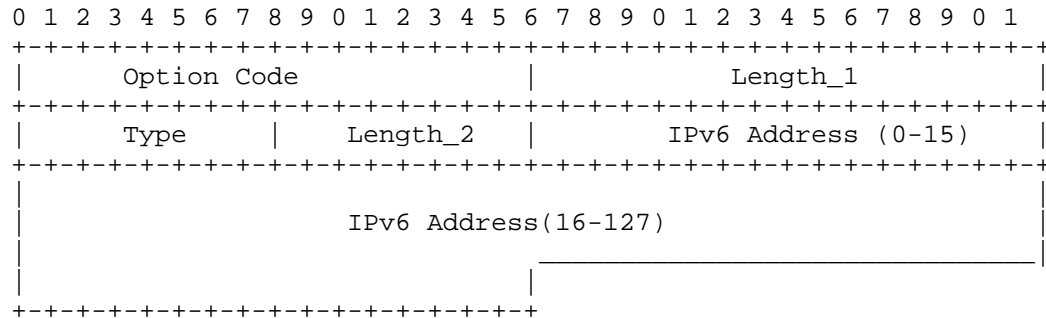 0 1 2 3 4 5 6 7 8 9 0 1 2 3 4 5 6 7 8 9 0 1 2 3 4 5 6 7 8 9 0 1
+-+-+-+-+-+-+-+-+-+-+-+-+-+-+-+-+-+-+-+-+-+-+-+-+-+-+-+-+-+-+-+-+
|       Option Code             |            Length_1           |
+-+-+-+-+-+-+-+-+-+-+-+-+-+-+-+-+-+-+-+-+-+-+-+-+-+-+-+-+-+-+-+-+
|      Type     |    Length_2   |        IPv6 Address (0-15)    |
+-+-+-+-+-+-+-+-+-+-+-+-+-+-+-+-+-+-+-+-+-+-+-+-+-+-+-+-+-+-+-+-+
|                                                               |
|                    IPv6 Address(16-127)                       |
|                                _______________________________|
|                               |
+-+-+-+-+-+-+-+-+-+-+-+-+-+-+-+-+